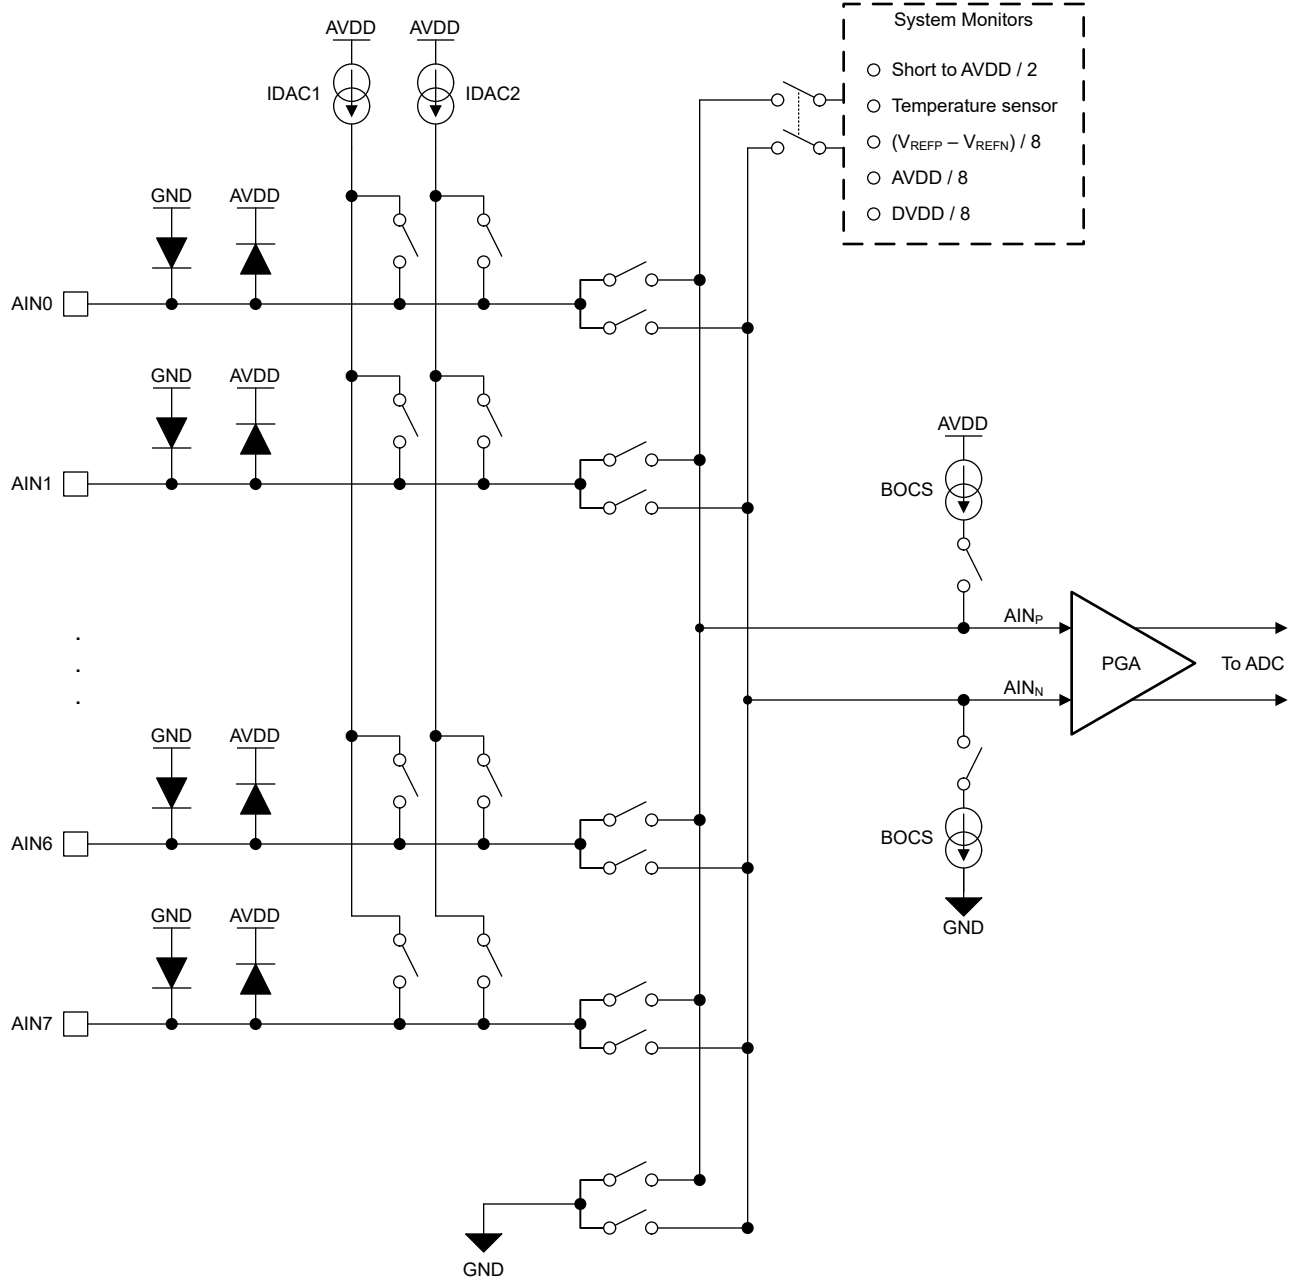 System Monitors
AVDD AVDD
Short to AVDD / 2
IDAC1 IDAC2
Temperature sensor
(VREFP – VREFN) / 8
AVDD / 8
DVDD / 8
GND AVDD
AIN0
GND AVDD
AIN1
AVDD
BOCS
AINP
PGA
To ADC
AINN
. . .
GND AVDD
AIN6
BOCS
GND
GND AVDD
AIN7
GND